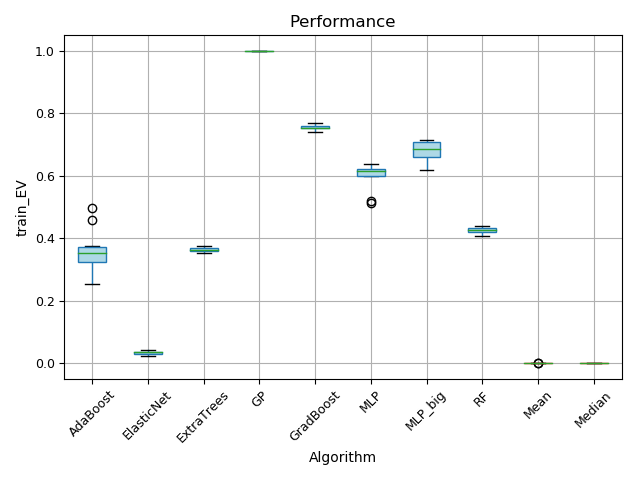 Performance
1.0
0.8
0.6
0.4
0.2
0.0
train_EV
AdaBoost
ElasticNet
ExtraTrees
GP
GradBoost
MLP
MLP_big
RF
Mean
Median
Algorithm